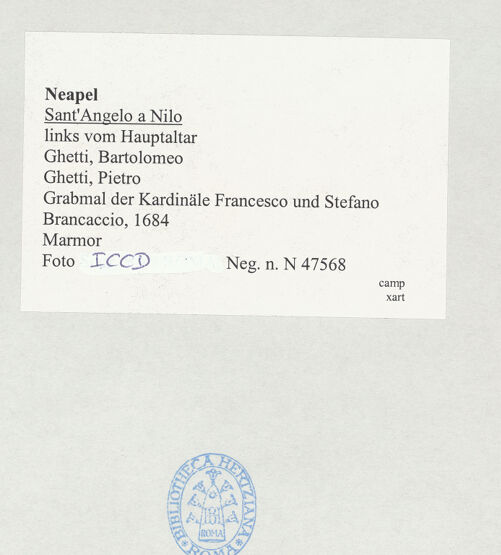 Neapel
Sant'Angelo a Nilo
links vom Hauptaltar
Ghetti, Bartolomeo
Ghetti, Pietro
Grabmal der Kardinäle Francesco und Stefano
Brancaccio, 1684
Marmor
Foto ICCD Neg. n. N 47568
camp
xart
BIBLIOTHECA HERTZIANA
ROMA
ROMA